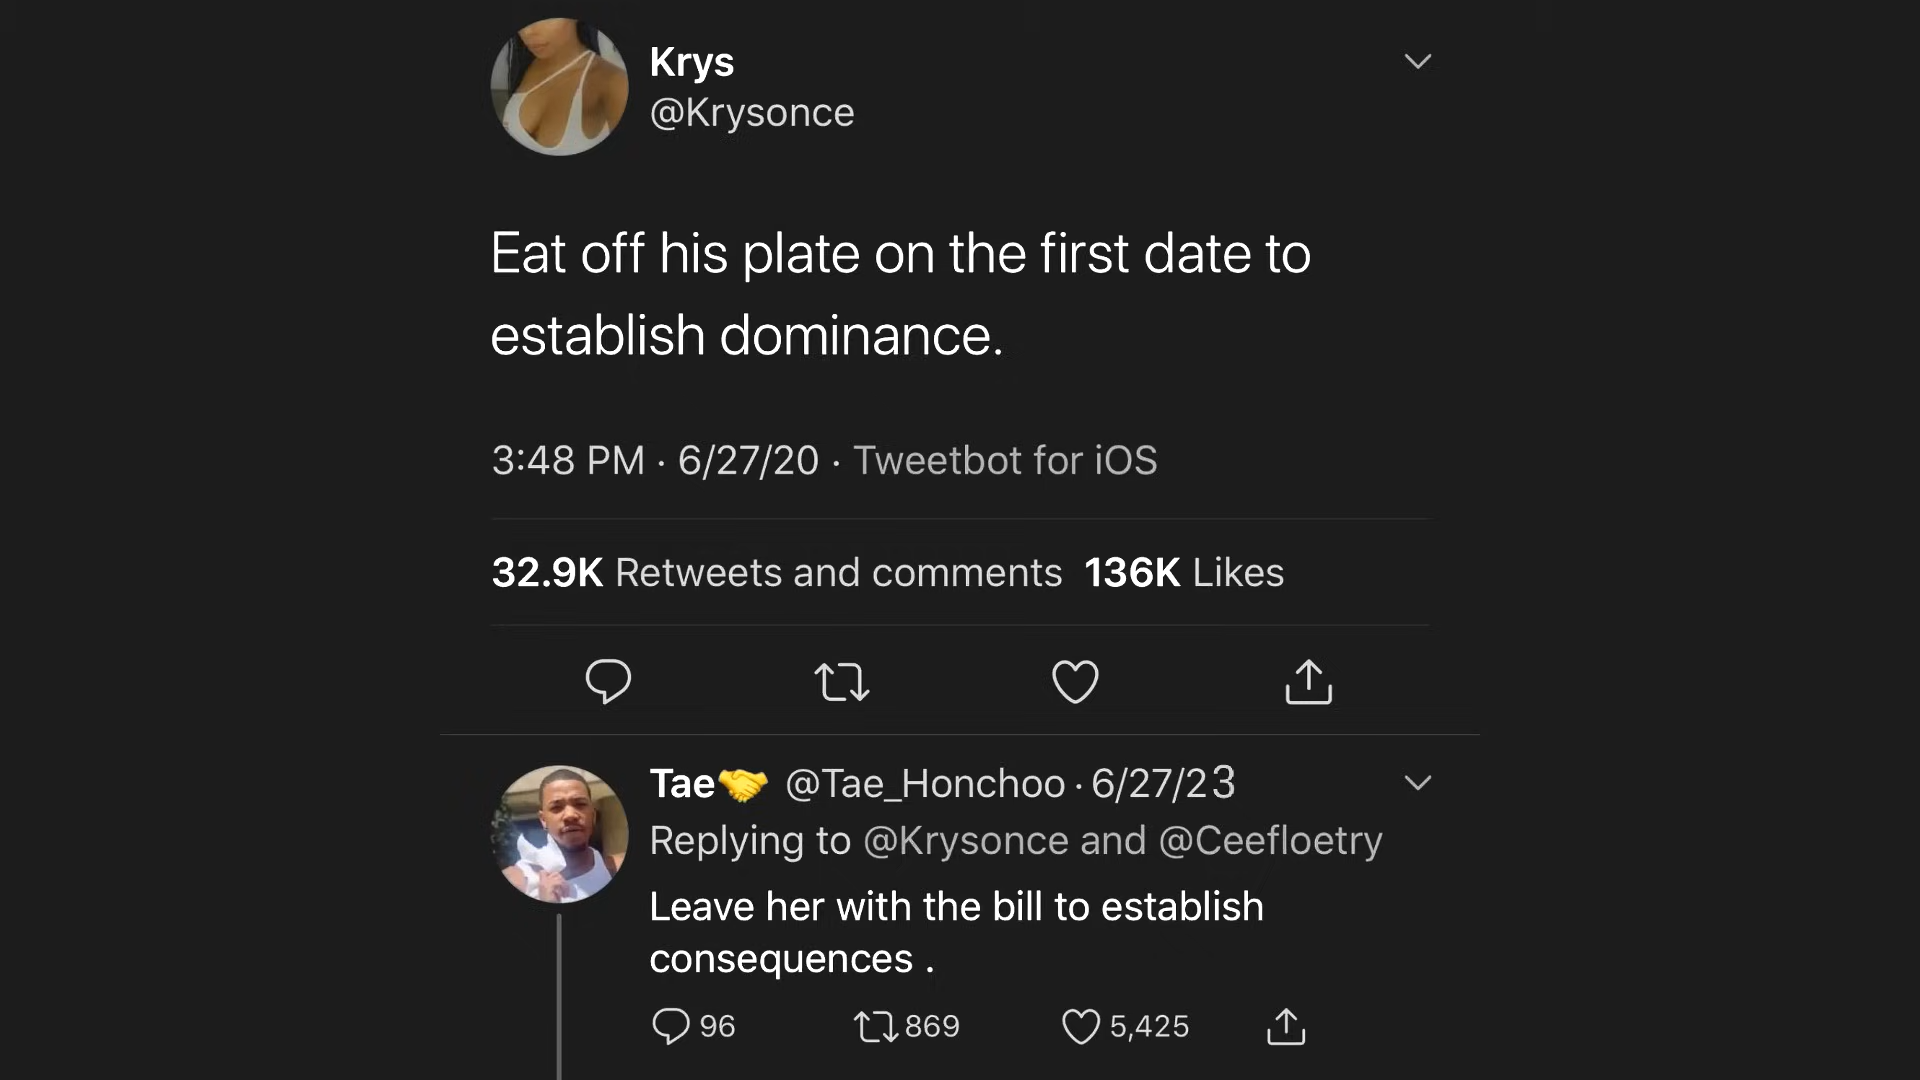 Krys
@Krysonce
Eat off his plate on the first date to
establish dominance.
3:48 PM · 6/27/20 · Tweetbot for iOS
32.9K Retweets and comments 136K Likes
Tae🤝 @Tae_Honchoo · 6/27/23
Replying to @Krysonce and @Ceefloetry
Leave her with the bill to establish
consequences .
96 869 5,425